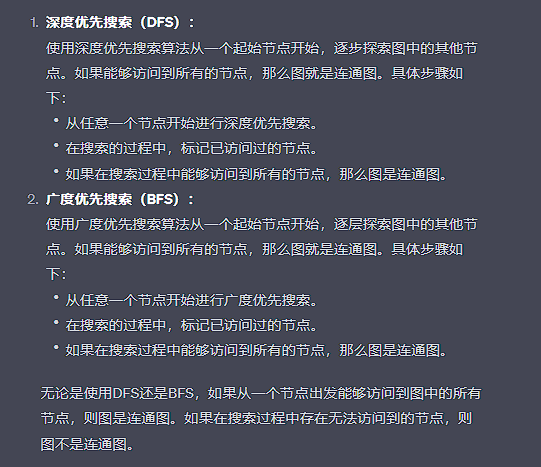 1. 深度优先搜索（DFS）：
使用深度优先搜索算法从一个起始节点开始，逐步探索图中的其他节
点。如果能够访问到所有的节点，那么图就是连通图。具体步骤如
下：
• 从任意一个节点开始进行深度优先搜索。
• 在搜索的过程中，标记已访问过的节点。
• 如果在搜索过程中能够访问到所有的节点，那么图是连通图。
2. 广度优先搜索（BFS）：
使用广度优先搜索算法从一个起始节点开始，逐层探索图中的其他节
点。如果能够访问到所有的节点，那么图就是连通图。具体步骤如
下：
• 从任意一个节点开始进行广度优先搜索。
• 在搜索的过程中，标记已访问过的节点。
• 如果在搜索过程中能够访问到所有的节点，那么图是连通图。
无论是使用DFS还是BFS，如果从一个节点出发能够访问到图中的所有
节点，则图是连通图。如果在搜索过程中存在无法访问到的节点，则
图不是连通图。